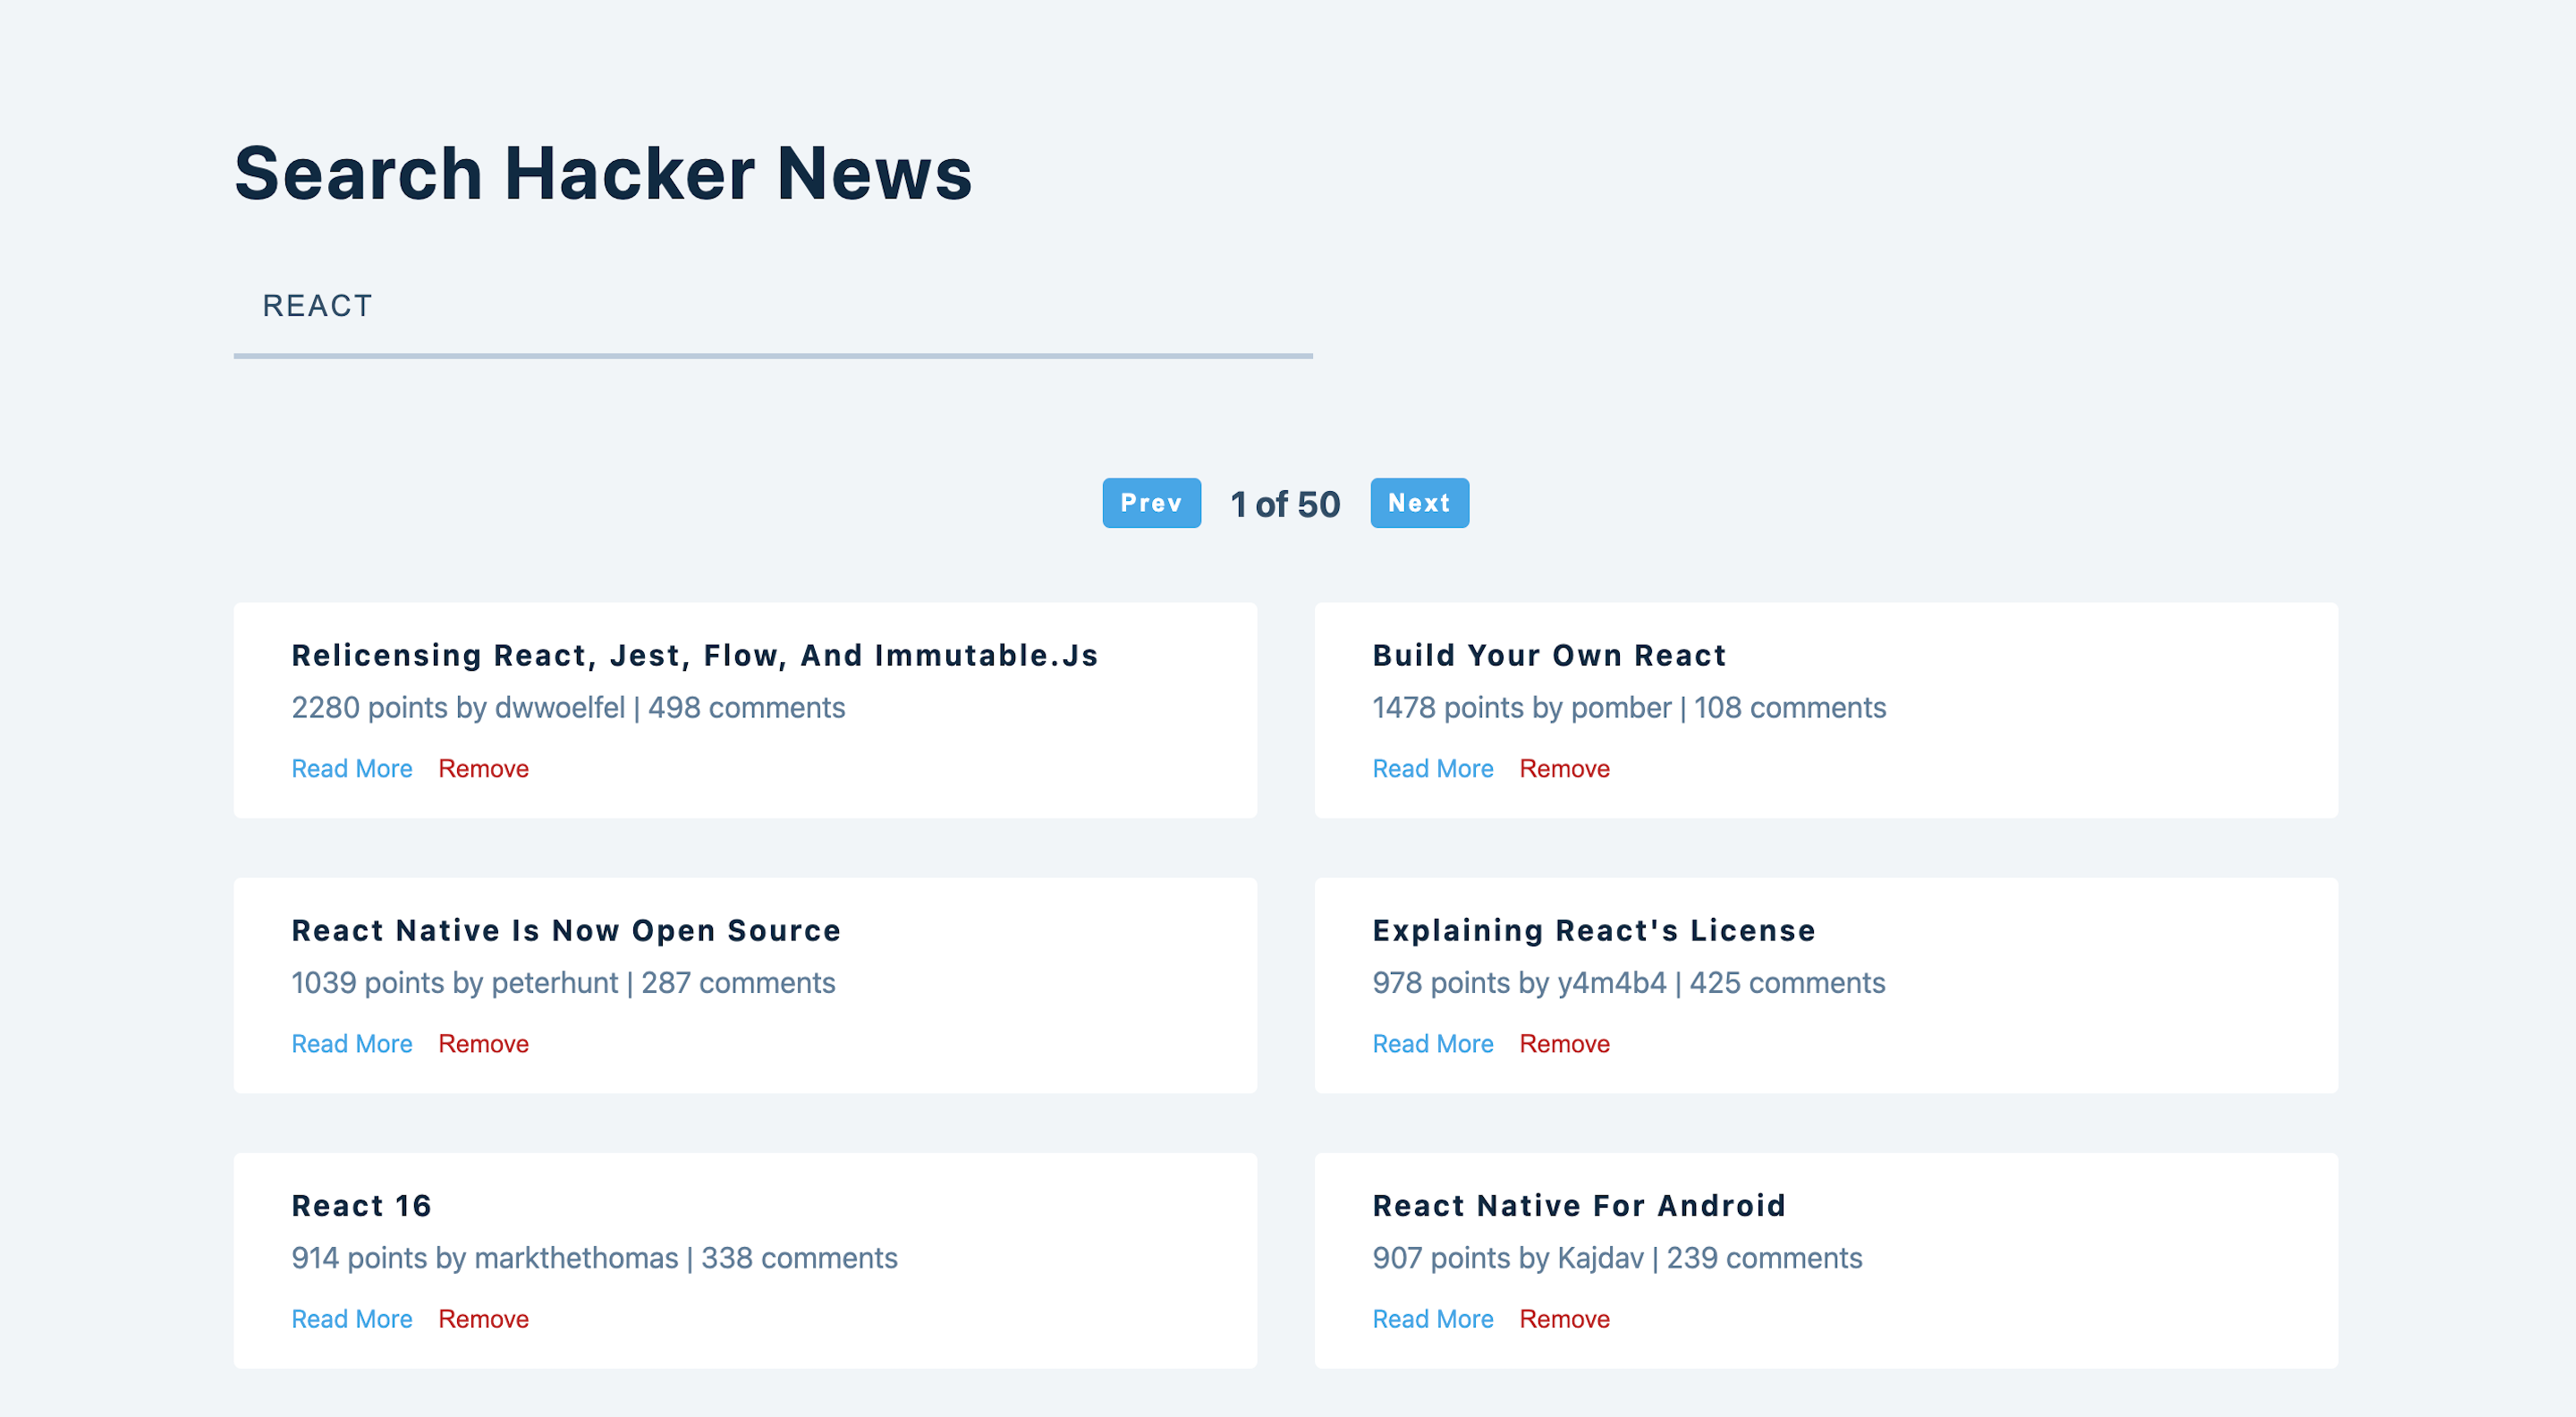 Search Hacker News
REACT
Prev 1 of 50 Next
Relicensing React, Jest, Flow, And Immutable.Js
2280 points by dwwoelfel | 498 comments
Read More Remove
Build Your Own React
1478 points by pomber | 108 comments
Read More Remove
React Native Is Now Open Source
1039 points by peterhunt | 287 comments
Read More Remove
Explaining React's License
978 points by y4m4b4 | 425 comments
Read More Remove
React 16
914 points by markthethomas | 338 comments
Read More Remove
React Native For Android
907 points by Kajdav | 239 comments
Read More Remove